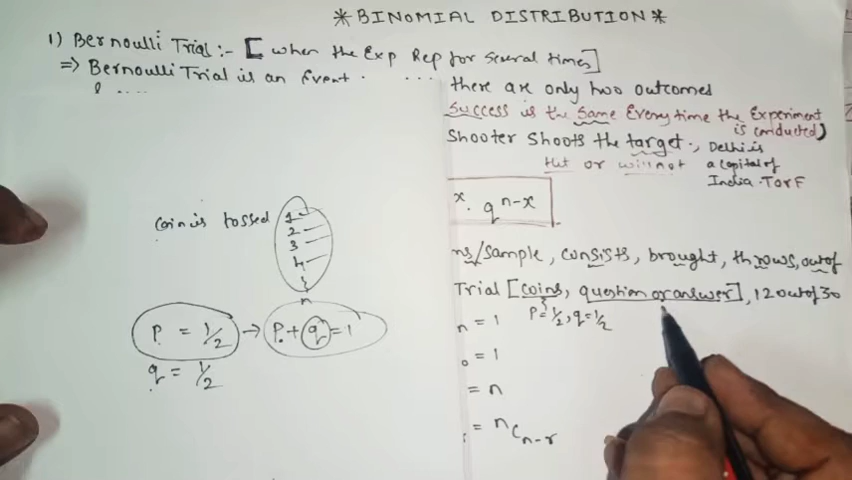 *BINOMIAL DISTRIBUTION*
1) Bernoulli Trial :- [when the Exp Rep for several times]
=> Bernoulli Trial is an Event
there are only two outcomes
Success is the Same Every time the Experiment
is conducted)
Shooter Shoots the target., Delhi is
Hit or will not a capital of
India. T or F
x. q^{n-x}
ns/Sample, consists, brought, throws, out of
Trial [coins, question or answer], 12 out of 30
P=1/2, q=1/2
n = 1
0 = 1
= n
= nC_{n-r}
Coin is tossed 1
2
3
4
n
P = 1/2 → P + q = 1
q = 1/2